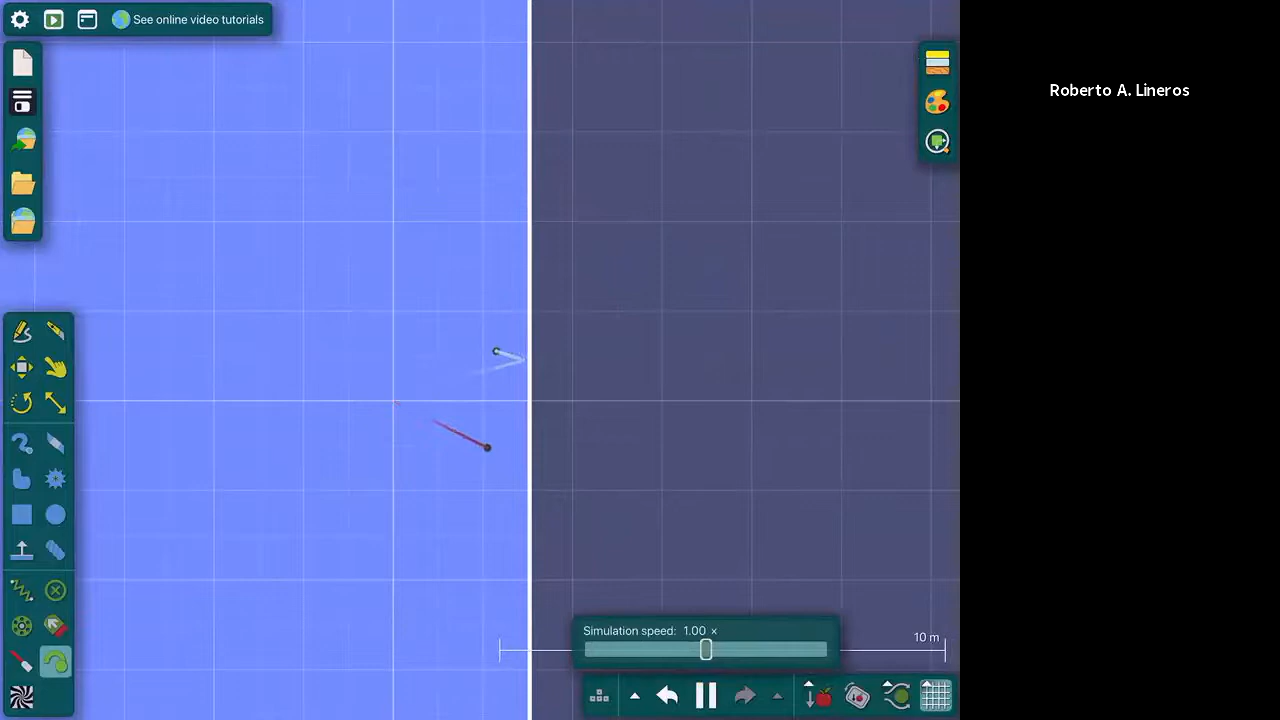 See online video tutorials
Roberto A. Lineros
Simulation speed: 1.00 ×
10 m